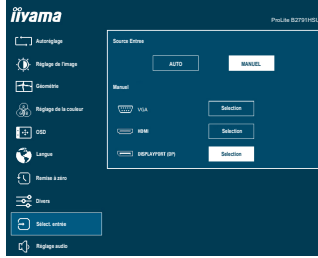 iiyama
ProLite B2791HSU
Autoréglage
Réglage de l'image
Géométrie
Réglage de la couleur
OSD
Langue
Remise à zéro
Divers
Sélect. entrée
Réglage audio
Source Entree
AUTO
MANUEL
Manuel
VGA
Sélection
HDMI
Sélection
DISPLAYPORT (DP)
Sélection